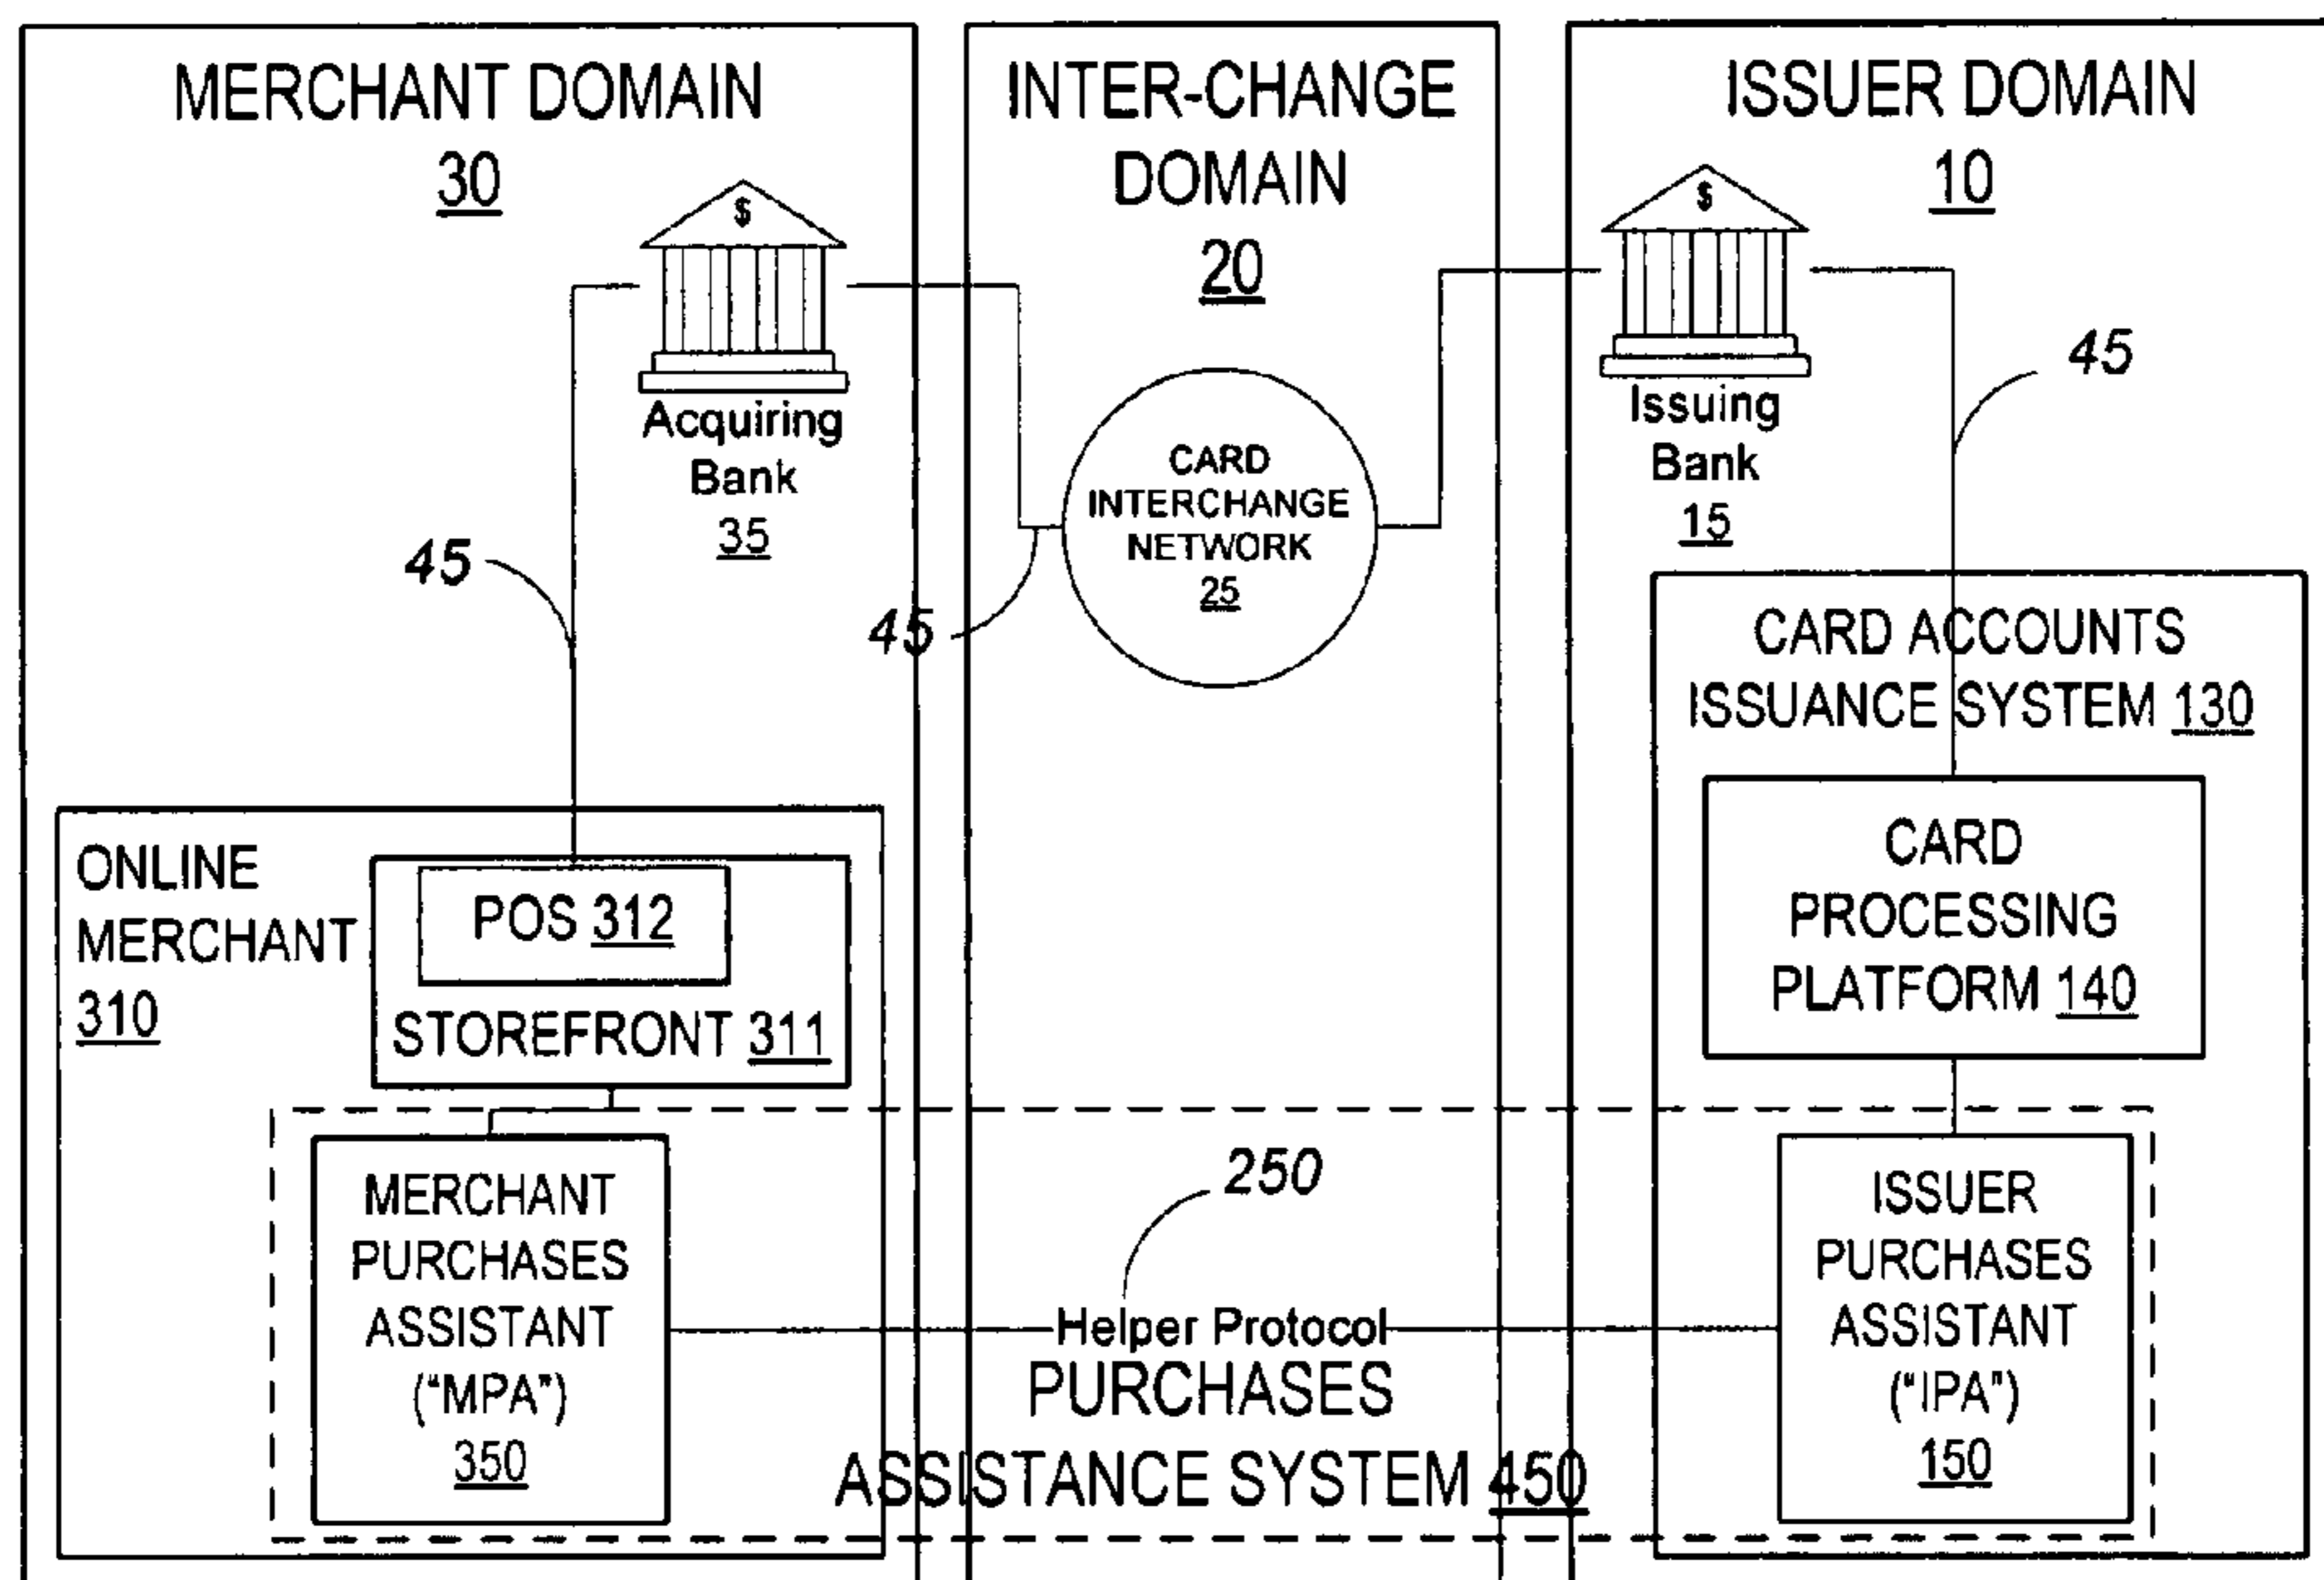 MERCHANT DOMAIN
30
$
Acquiring
Bank
35
45
45
ONLINE
MERCHANT
310
POS 312
STOREFRONT 311
MERCHANT
PURCHASES
ASSISTANT
("MPA")
350
INTER-CHANGE
DOMAIN
20
CARD
INTERCHANGE
NETWORK
25
250
Helper Protocol
PURCHASES
ASSISTANCE SYSTEM 450
ISSUER DOMAIN
10
$
Issuing
Bank
15
45
CARD ACCOUNTS
ISSUANCE SYSTEM 130
CARD
PROCESSING
PLATFORM 140
ISSUER
PURCHASES
ASSISTANT
("IPA")
150